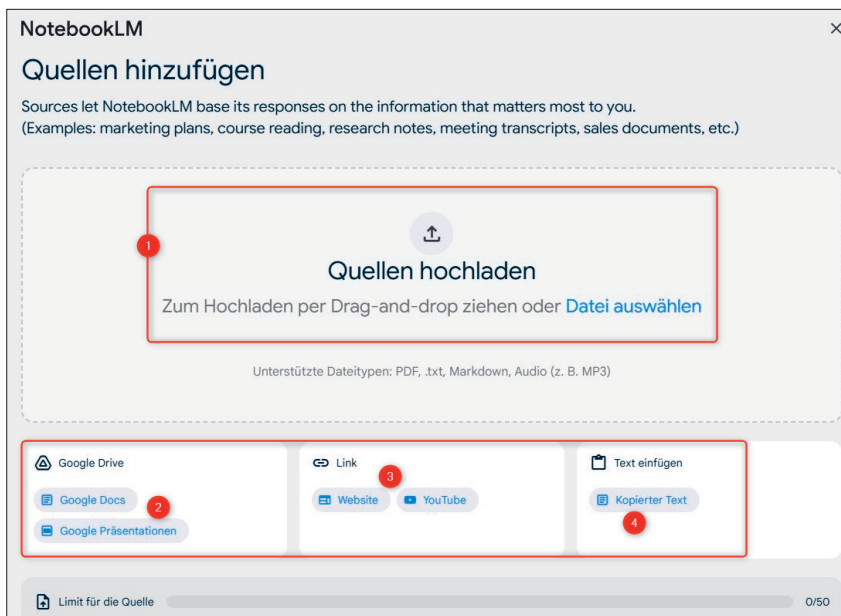 NotebookLM
Quellen hinzufügen
Sources let NotebookLM base its responses on the information that matters most to you.
(Examples: marketing plans, course reading, research notes, meeting transcripts, sales documents, etc.)
1
Quellen hochladen
Zum Hochladen per Drag-and-drop ziehen oder Datei auswählen
Unterstützte Dateitypen: PDF, .txt, Markdown, Audio (z. B. MP3)
Google Drive
Google Docs
2
Google Präsentationen
Link
3
Website
YouTube
Text einfügen
Kopierter Text
4
Limit für die Quelle
0/50